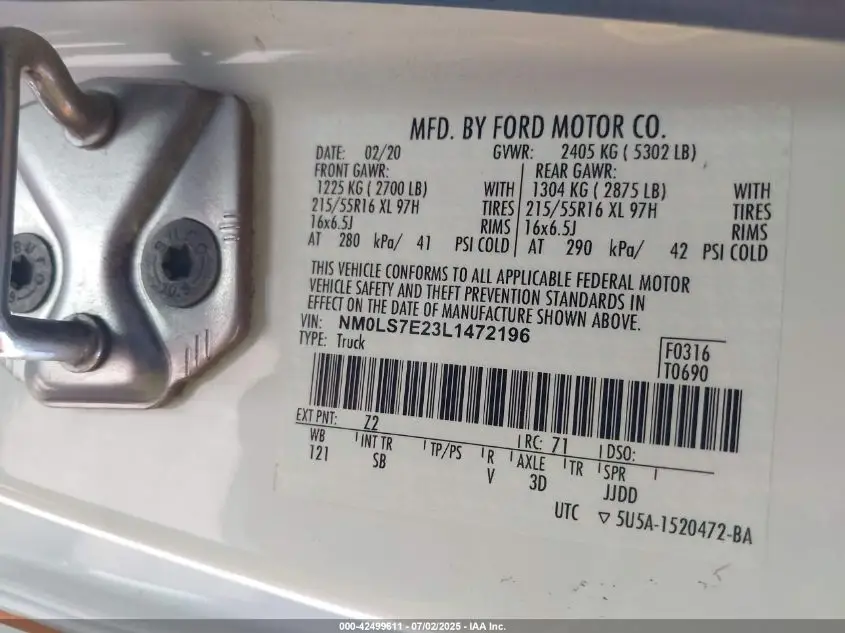 MFD. BY FORD MOTOR CO.
DATE: 02/20 GVWR: 2405 KG ( 5302 LB)
FRONT GAWR: REAR GAWR:
1225 KG ( 2700 LB) WITH 1304 KG ( 2875 LB) WITH
215/55R16 XL 97H TIRES 215/55R16 XL 97H TIRES
16x6.5J RIMS 16x6.5J RIMS
AT 280 kPa/ 41 PSI COLD AT 290 kPa/ 42 PSI COLD
THIS VEHICLE CONFORMS TO ALL APPLICABLE FEDERAL MOTOR
VEHICLE SAFETY AND THEFT PREVENTION STANDARDS IN
EFFECT ON THE DATE OF MANUFACTURE SHOWN ABOVE.
VIN: NM0LS7E23L1472196
TYPE: Truck
F0316
T0690
EXT PNT: Z2 RC: 71 DSO:
WB INT TR TP/PS R AXLE TR SPR
121 SB V 3D JJDD
UTC ▽ 5U5A-1520472-BA
000-42499611 - 07/02/2025 - IAA Inc.